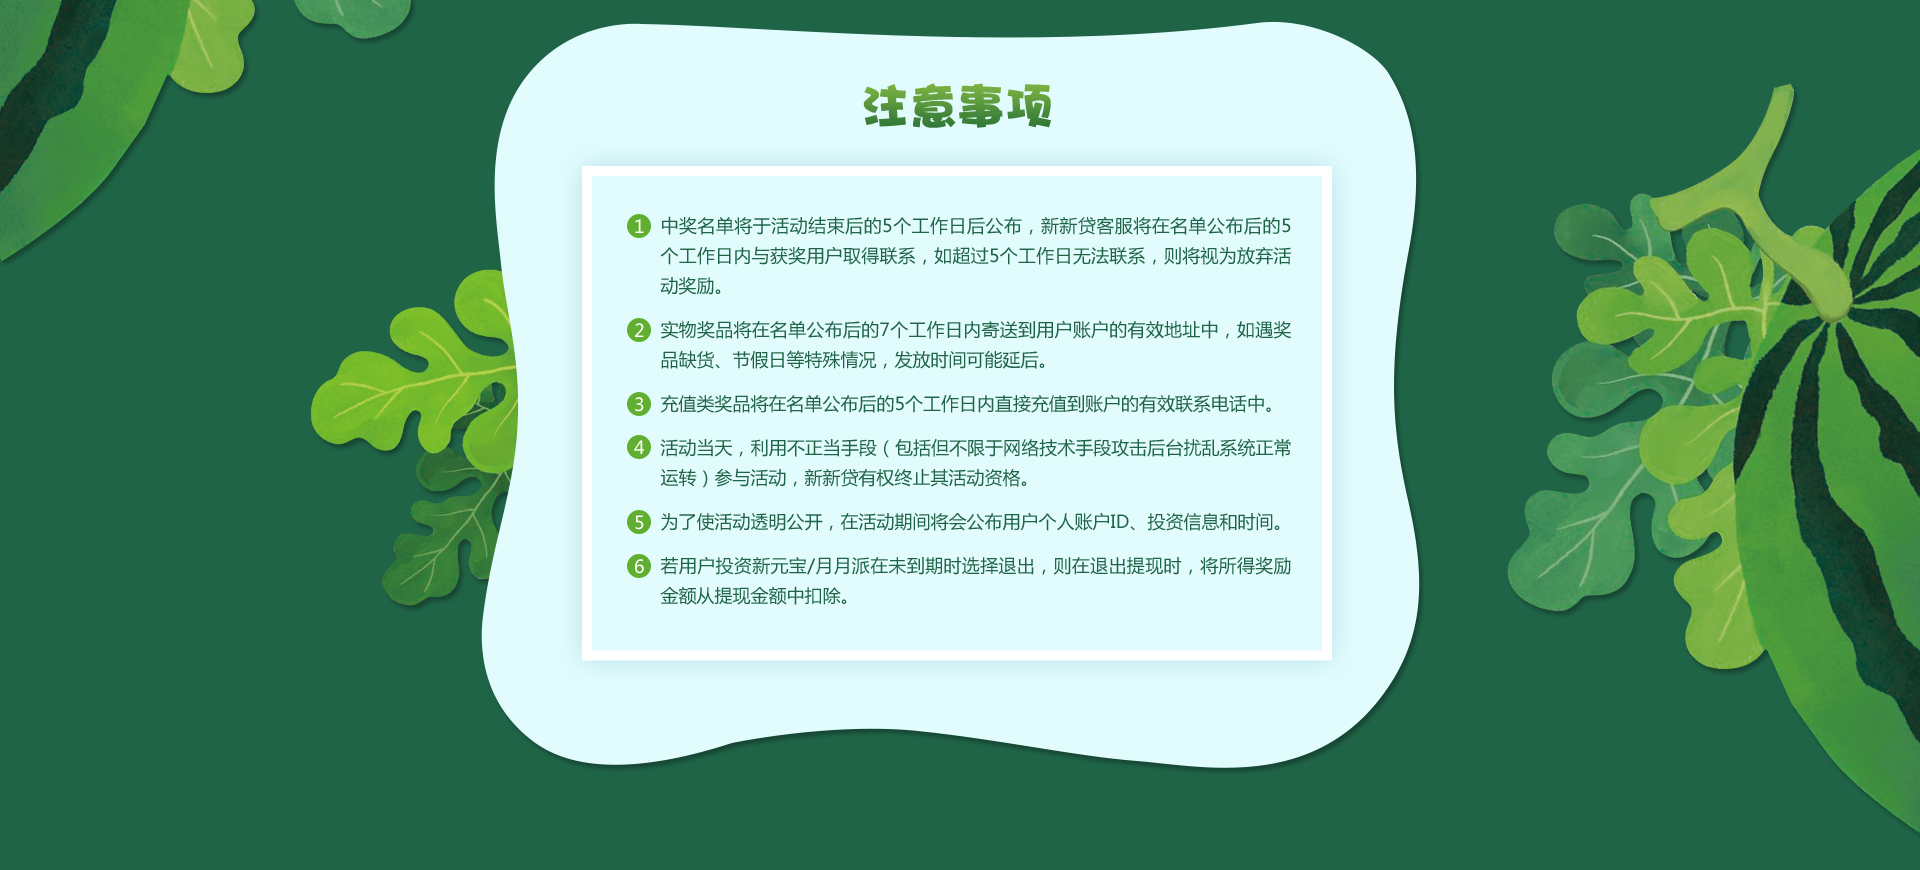 注意事项
1 中奖名单将于活动结束后的5个工作日后公布，新新贷客服将在名单公布后的5
个工作日内与获奖用户取得联系，如超过5个工作日无法联系，则将视为放弃活
动奖励。
2 实物奖品将在名单公布后的7个工作日内寄送到用户账户的有效地址中，如遇奖
品缺货、节假日等特殊情况，发放时间可能延后。
3 充值类奖品将在名单公布后的5个工作日内直接充值到账户的有效联系电话中。
4 活动当天，利用不正当手段（包括但不限于网络技术手段攻击后台扰乱系统正常
运转）参与活动，新新贷有权终止其活动资格。
5 为了使活动透明公开，在活动期间将会公布用户个人账户ID、投资信息和时间。
6 若用户投资新元宝/月月派在未到期时选择退出，则在退出提现时，将所得奖励
金额从提现金额中扣除。